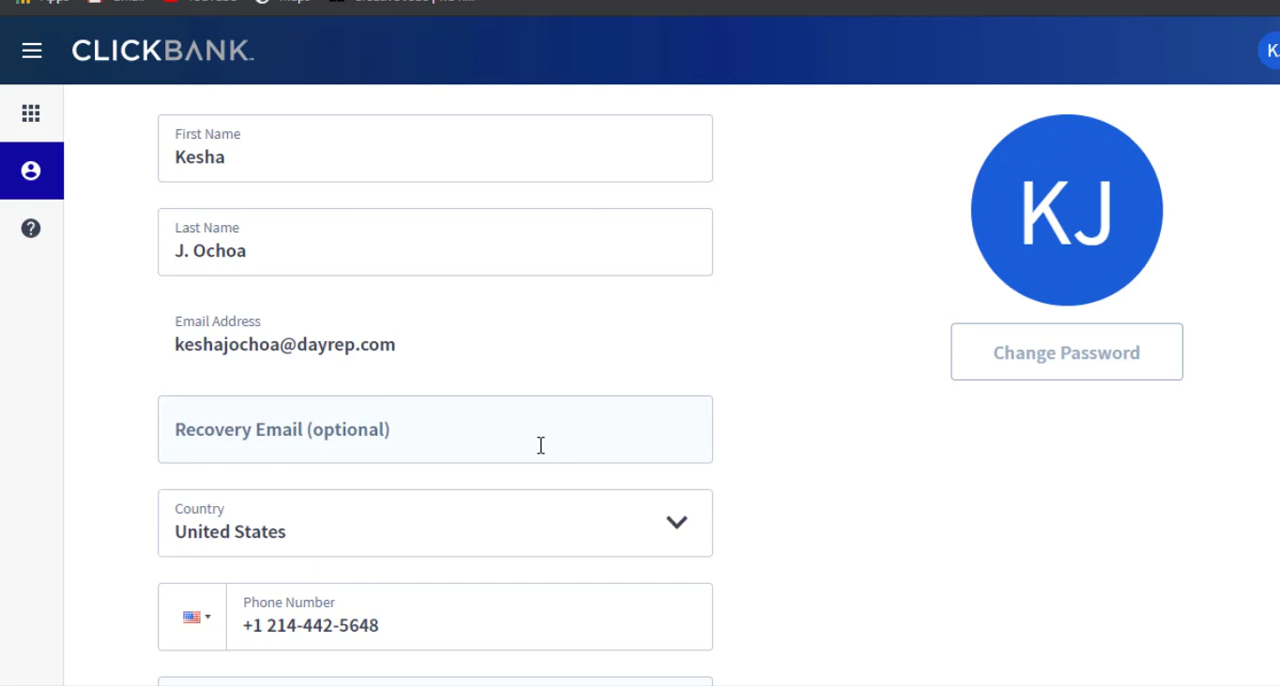 CLICKBANK
K
First Name
Kesha
Last Name
J. Ochoa
Email Address
keshajochoa@dayrep.com
Recovery Email (optional)
Country
United States
Phone Number
+1 214-442-5648
KJ
Change Password